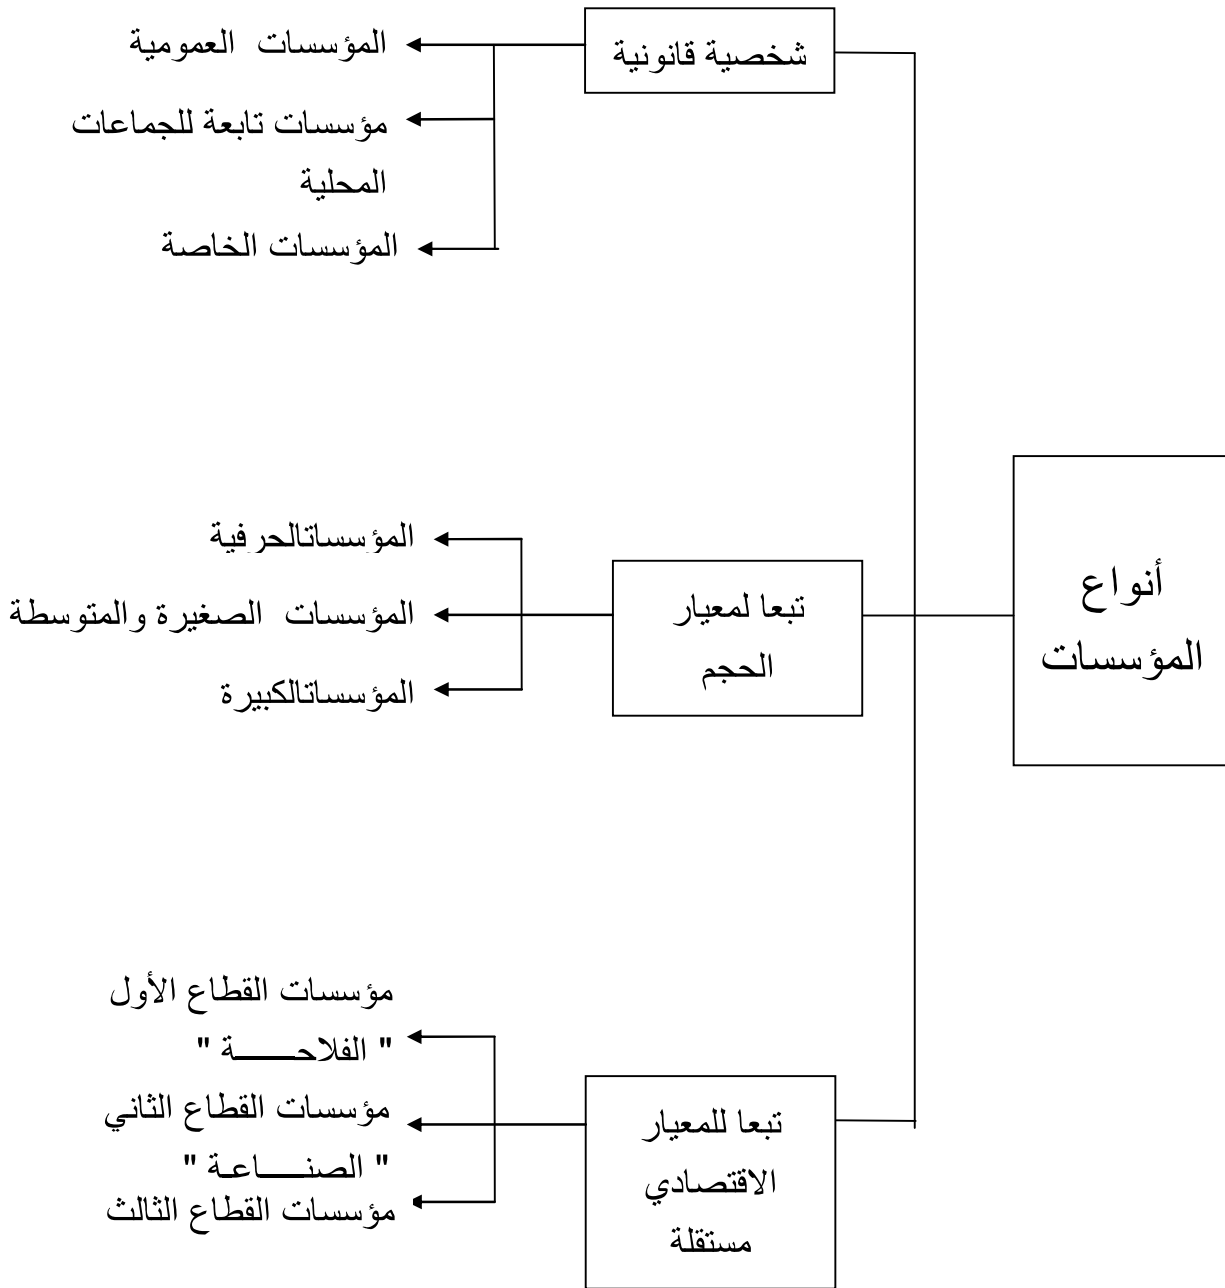 أنواع
المؤسسات
شخصية قانونية
المؤسسات العمومية
مؤسسات تابعة للجماعات
المحلية
المؤسسات الخاصة
تبعا لمعيار
الحجم
المؤسساتالحرفية
المؤسسات الصغيرة والمتوسطة
المؤسساتالكبيرة
تبعا للمعيار
الاقتصادي
مستقلة
مؤسسات القطاع الأول
" الفلاحـــــة "
مؤسسات القطاع الثاني
" الصنـــاعـة "
مؤسسات القطاع الثالث